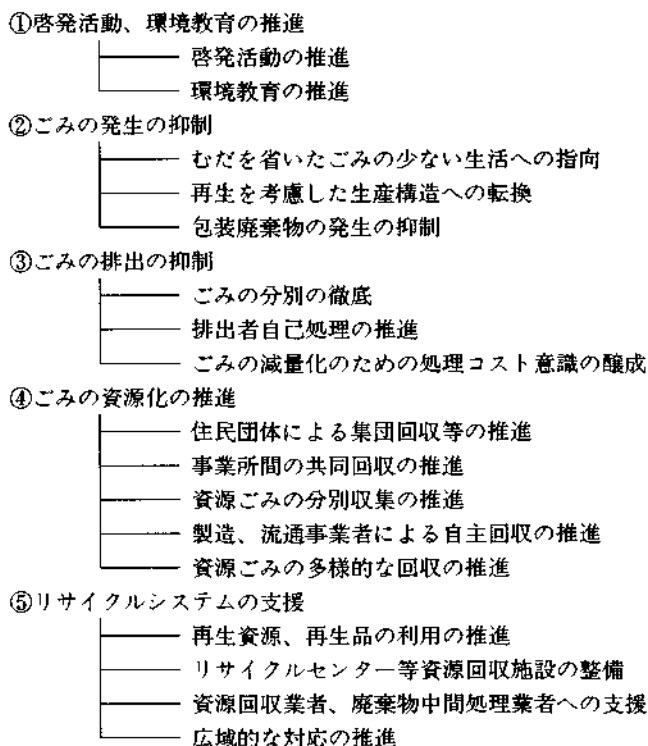 ①啓発活動、環境教育の推進
啓発活動の推進
環境教育の推進
②ごみの発生の抑制
むだを省いたごみの少ない生活への指向
再生を考慮した生産構造への転換
包装廃棄物の発生の抑制
③ごみの排出の抑制
ごみの分別の徹底
排出者自己処理の推進
ごみの減量化のための処理コスト意識の醸成
④ごみの資源化の推進
住民団体による集団回収等の推進
事業所間の共同回収の推進
資源ごみの分別収集の推進
製造、流通事業者による自主回収の推進
資源ごみの多様的な回収の推進
⑤リサイクルシステムの支援
再生資源、再生品の利用の推進
リサイクルセンター等資源回収施設の整備
資源回収業者、廃棄物中間処理業者への支援
広域的な対応の推進